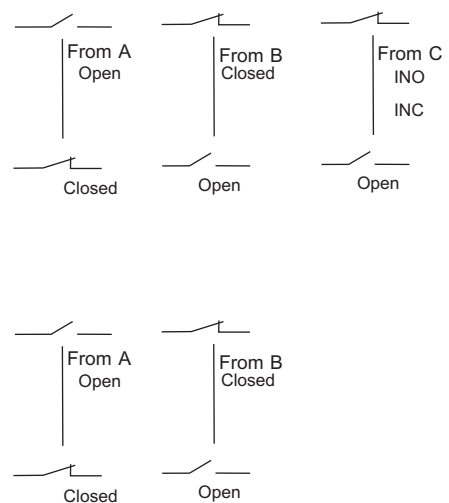 From A
Open
From B
Closed
From C
INO
INC
Closed
Open
Open
From A
Open
From B
Closed
Closed
Open